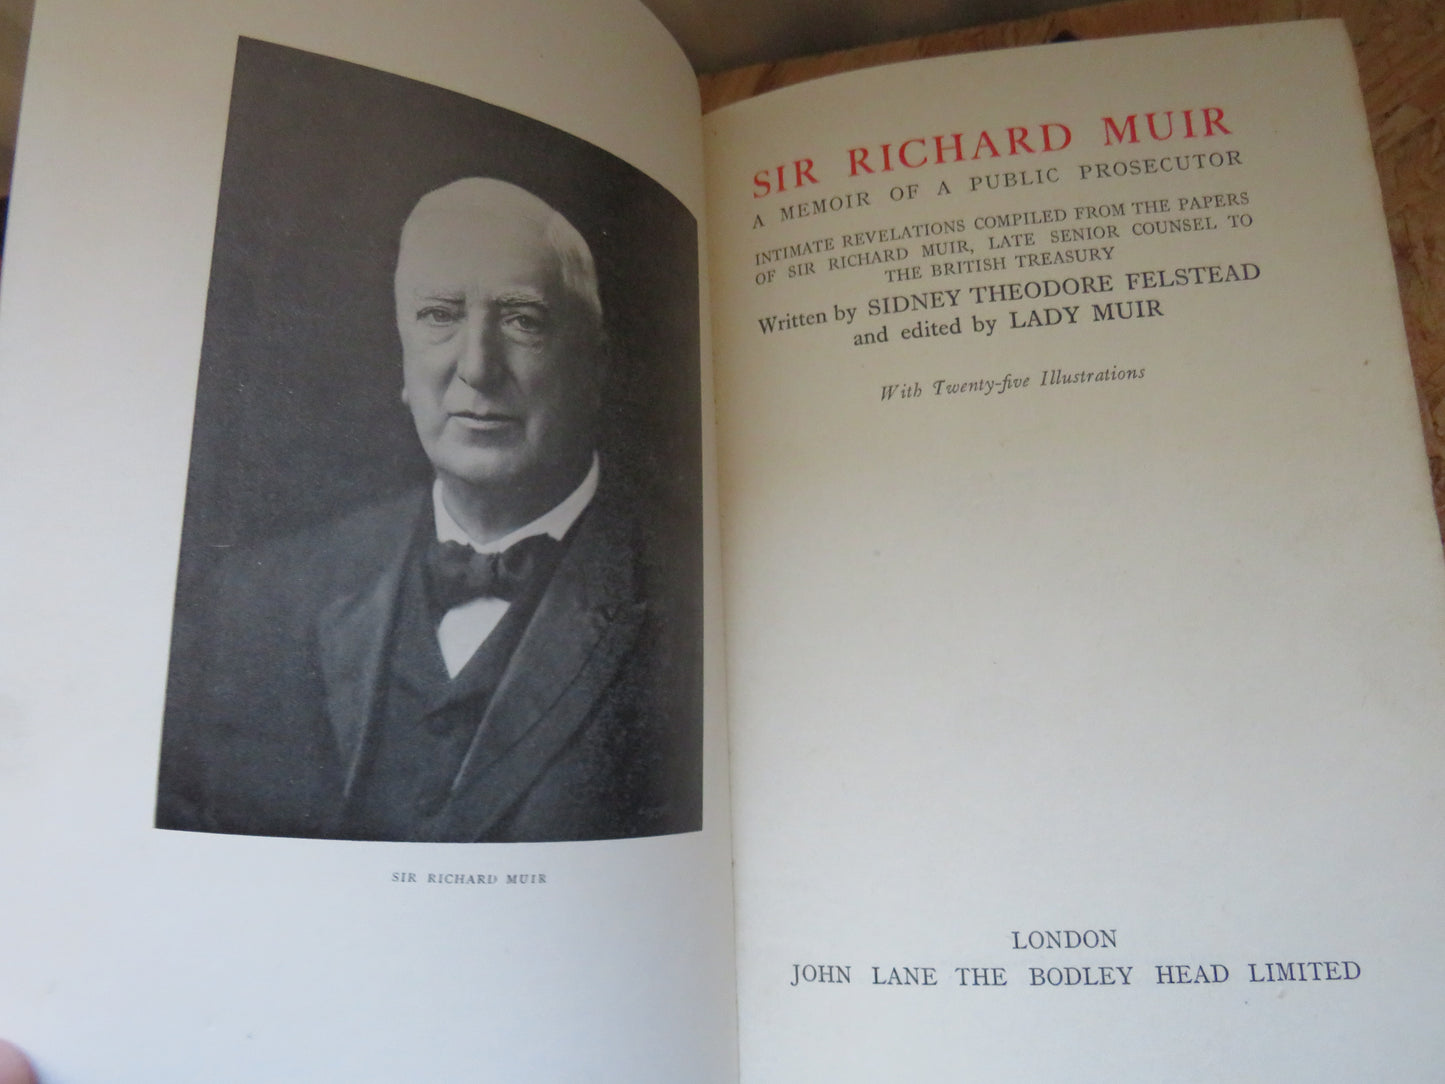 SIR RICHARD MUIR
SIR RICHARD MUIR
A MEMOIR OF A PUBLIC PROSECUTOR
INTIMATE REVELATIONS COMPILED FROM THE PAPERS
OF SIR RICHARD MUIR, LATE SENIOR COUNSEL TO
THE BRITISH TREASURY
Written by SIDNEY THEODORE FELSTEAD
and edited by LADY MUIR
With Twenty-five Illustrations
LONDON
JOHN LANE THE BODLEY HEAD LIMITED